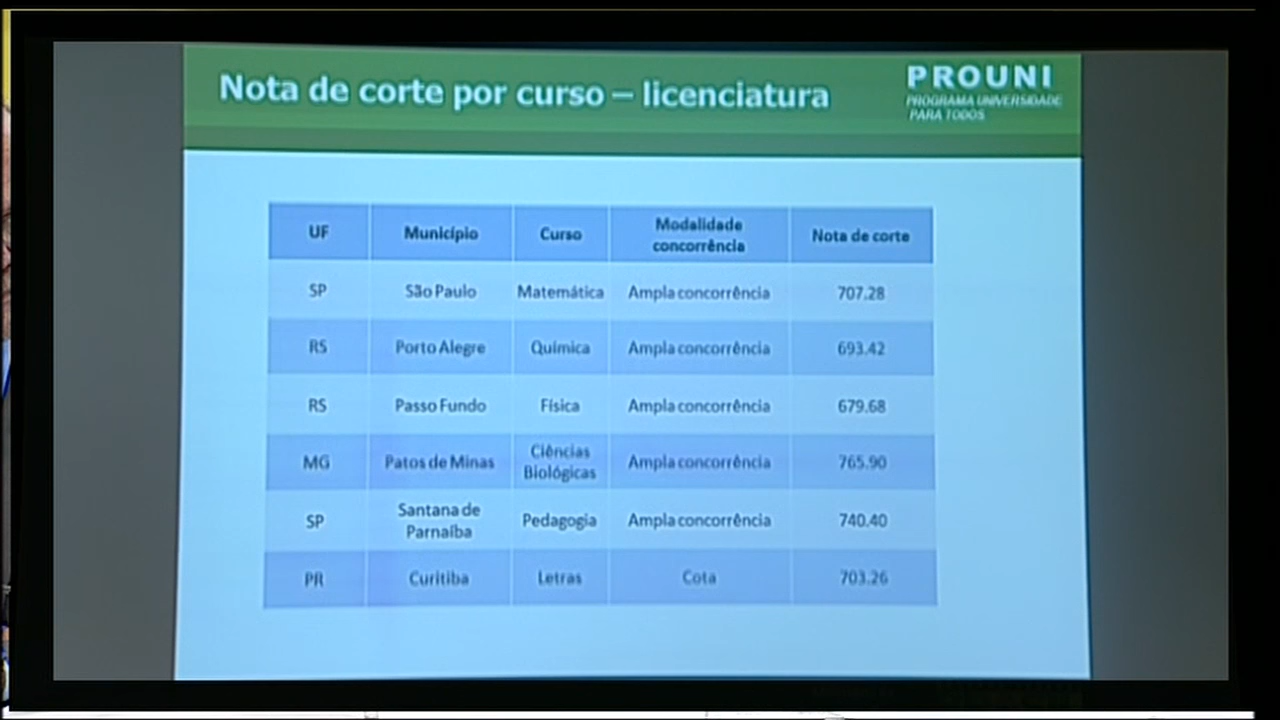 Nota de corte por curso – licenciatura
PROUNI
PROGRAMA UNIVERSIDADE
PARA TODOS
UF Município Curso Modalidade concorrência Nota de corte
SP São Paulo Matemática Ampla concorrência 707.28
RS Porto Alegre Química Ampla concorrência 693.42
RS Passo Fundo Física Ampla concorrência 679.68
MG Patos de Minas Ciências Biológicas Ampla concorrência 765.90
SP Santana de Parnaíba Pedagogia Ampla concorrência 740.40
PR Curitiba Letras Cota 703.26